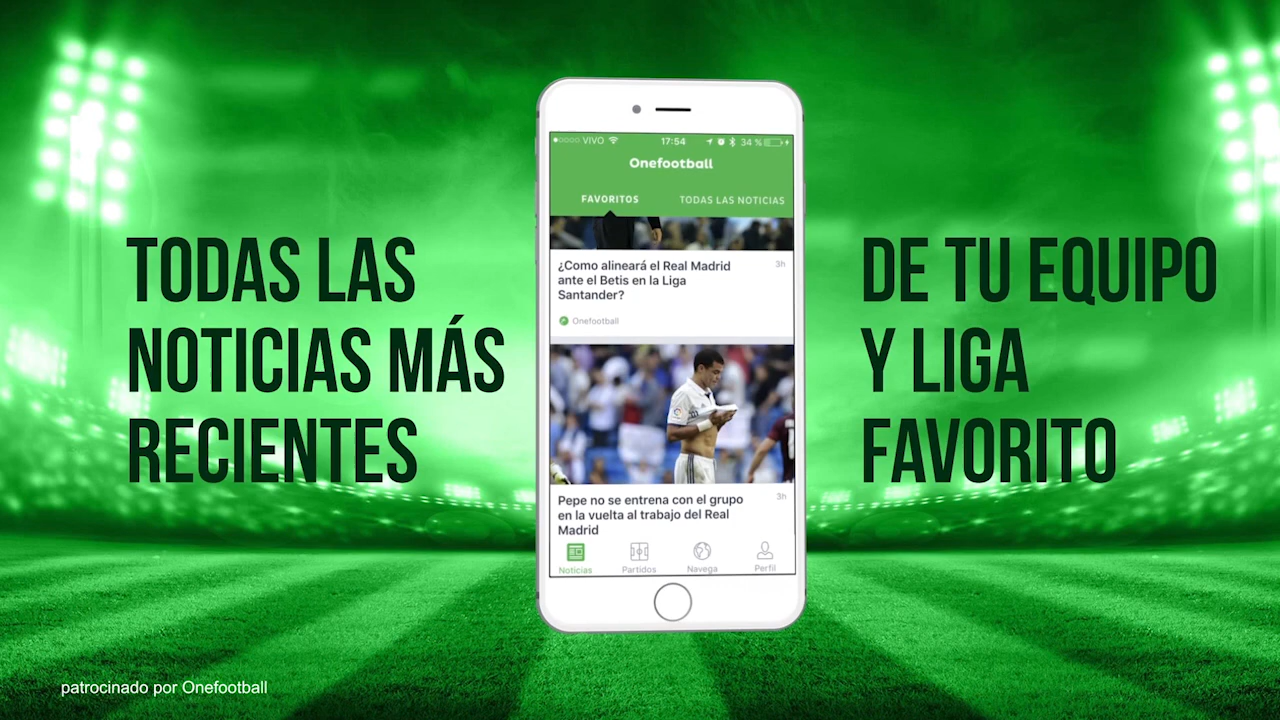 TODAS LAS
NOTICIAS MÁS
RECIENTES
VIVO 17:54 34 %
Onefootball
FAVORITOS TODAS LAS NOTICIAS
¿Como alineará el Real Madrid 3h
ante el Betis en la Liga
Santander?
Onefootball
Pepe no se entrena con el grupo 3h
en la vuelta al trabajo del Real
Madrid
Noticias Partidos Navega Perfil
DE TU EQUIPO
Y LIGA
FAVORITO
patrocinado por Onefootball